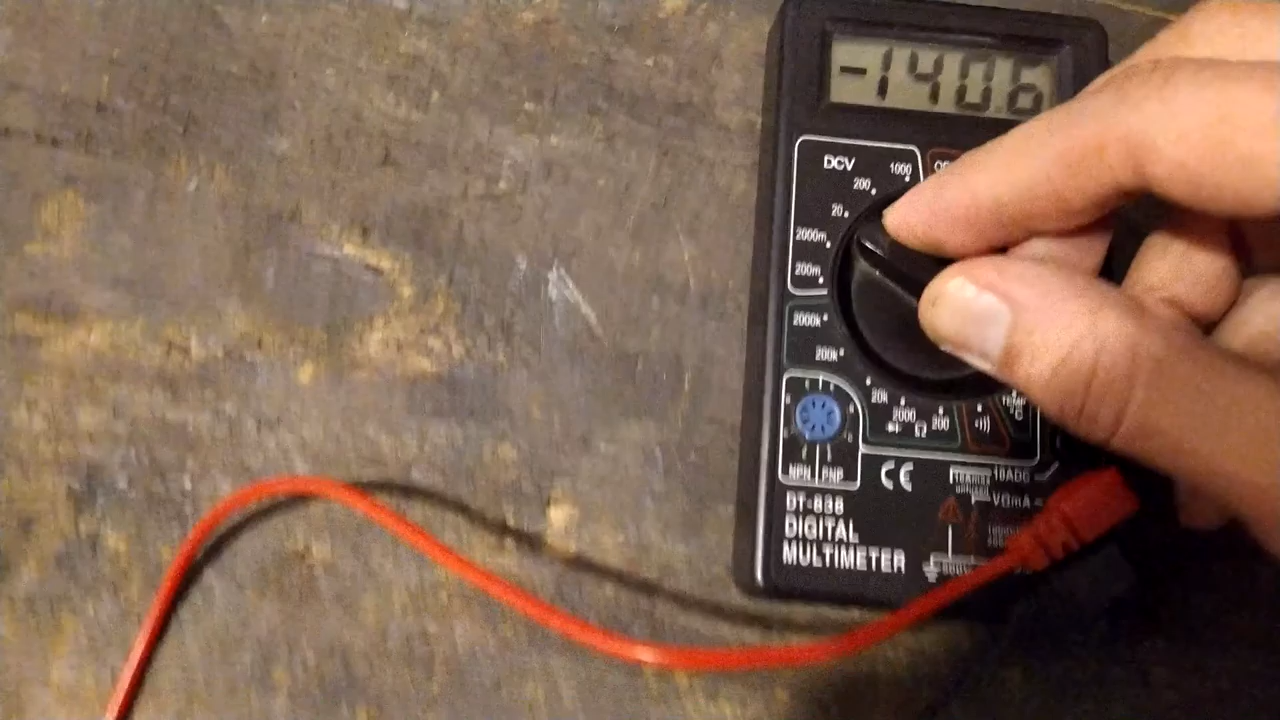 -140.6
DCV
1000
200
20
2000m
200m
2000k
200k
20k
2000
200
TEMP
°C
Ω
NPN PNP
CE
10ADC
VΩmA
DT-838
DIGITAL
MULTIMETER